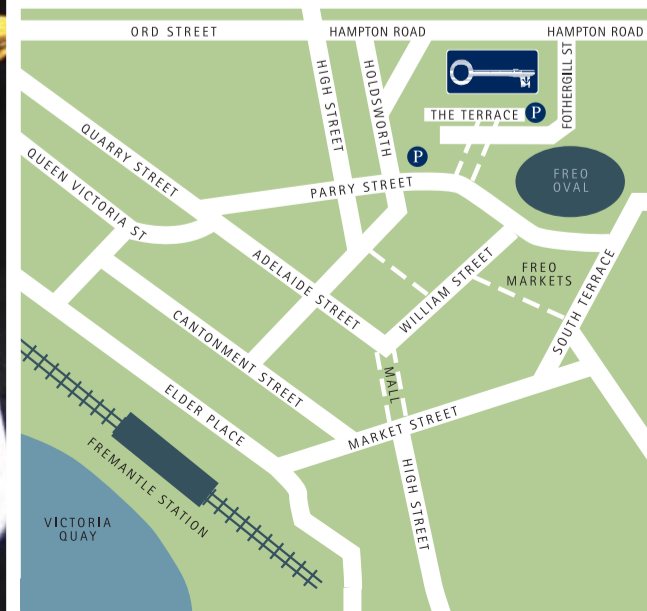 ORD STREET
HAMPTON ROAD
HAMPTON ROAD
HIGH STREET
HOLDSWORTH
FOTHERGILL ST
THE TERRACE
P
P
QUARRY STREET
QUEEN VICTORIA ST
PARRY STREET
FREO
OVAL
ADELAIDE STREET
WILLIAM STREET
FREO
MARKETS
SOUTH TERRACE
CANTONMENT STREET
MALL
ELDER PLACE
MARKET STREET
FREMANTLE STATION
HIGH STREET
VICTORIA
QUAY